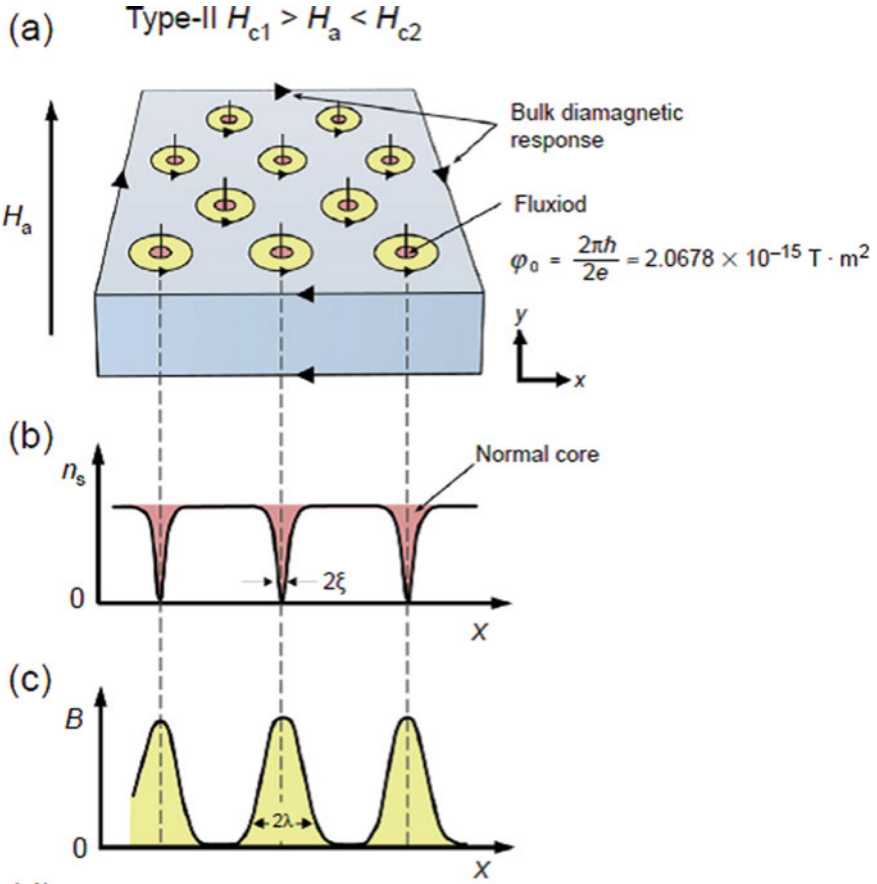 (a)
Type-II Hc1 > Ha < Hc2
Bulk diamagnetic
response
Ha
Fluxiod
φ0 = 2πh/2e = 2.0678 × 10⁻¹⁵ T · m²
y
x
(b)
ns
Normal core
2ξ
0
x
(c)
B
2λ
0
x